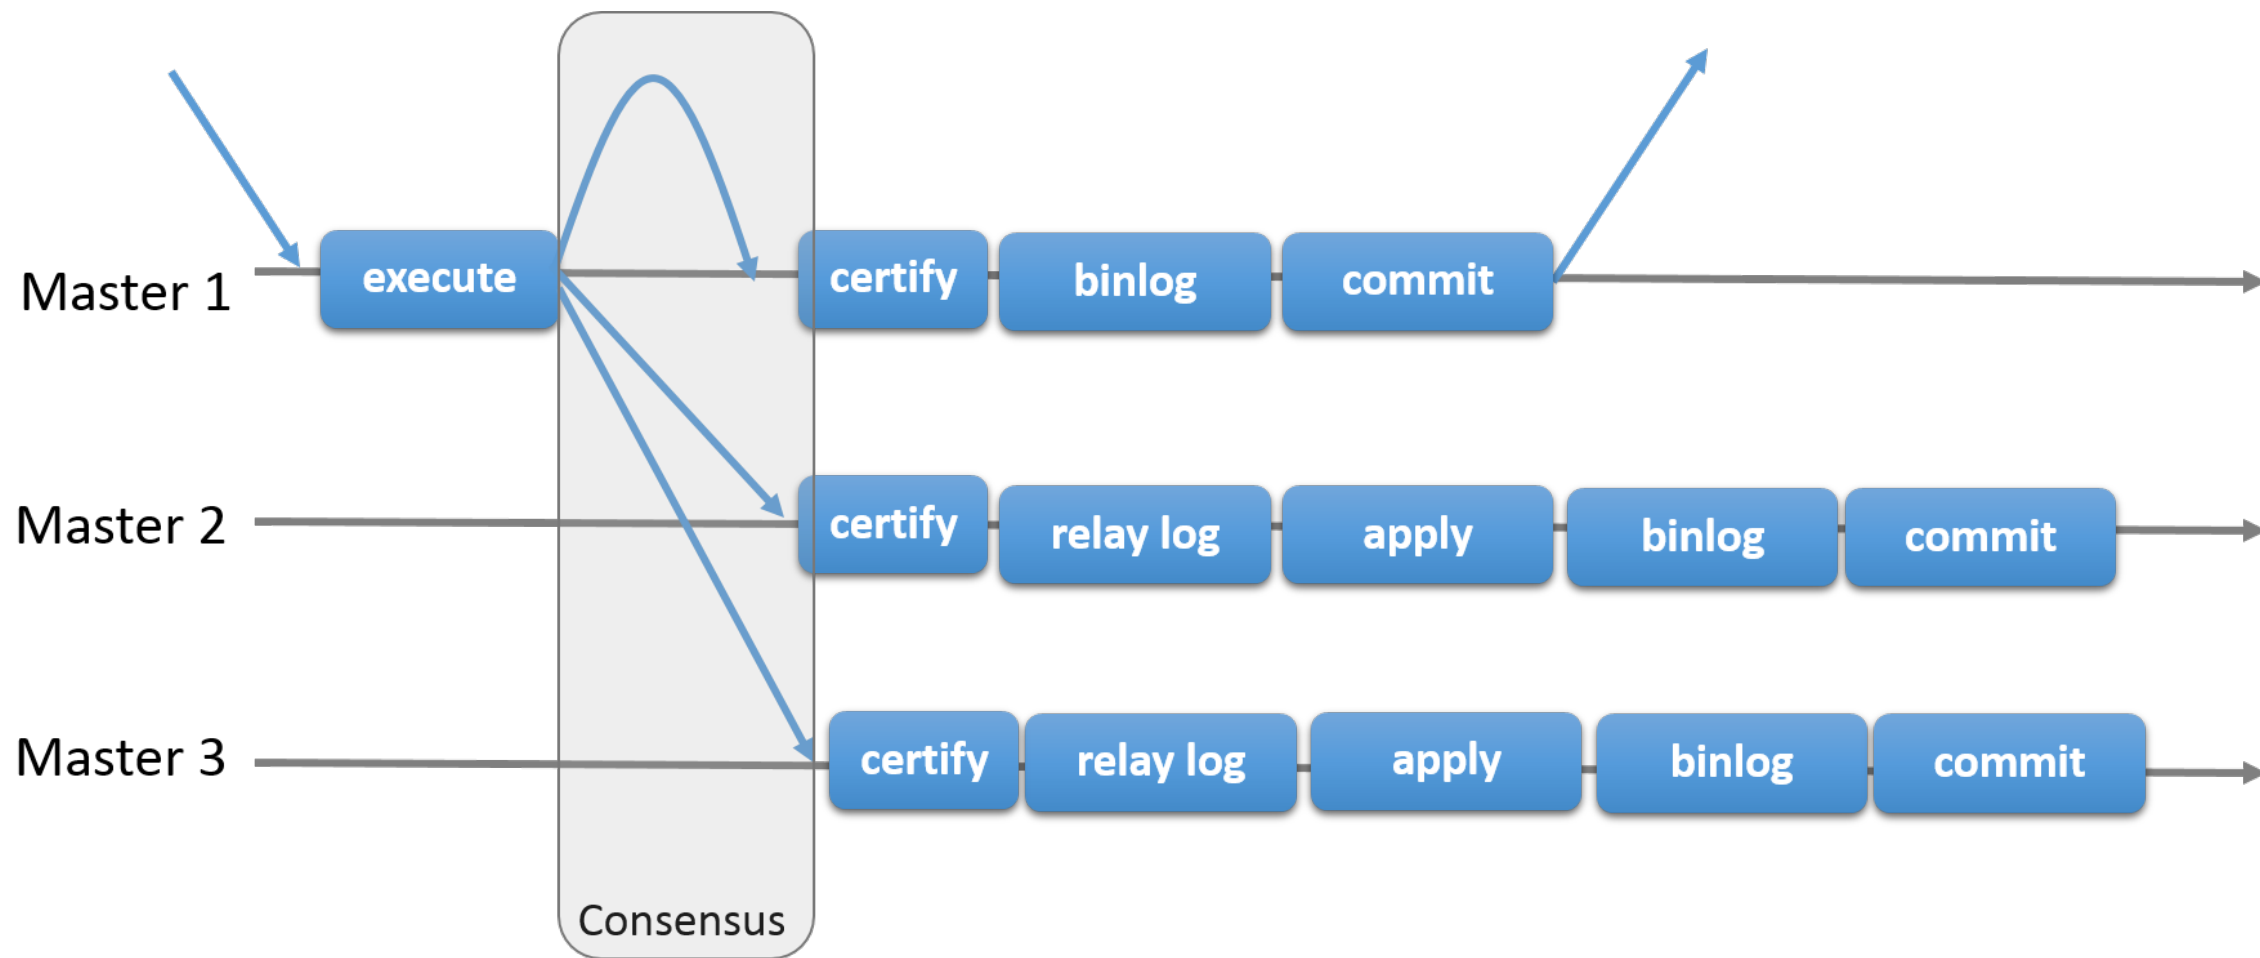 Master 1
execute
certify
binlog
commit
Master 2
certify
relay log
apply
binlog
commit
Master 3
certify
relay log
apply
binlog
commit
Consensus